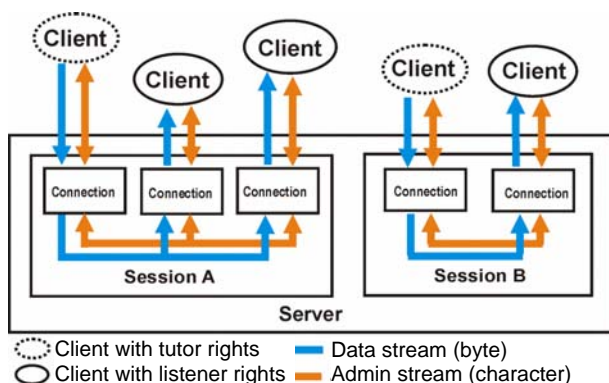 Client
Client
Client
Client
Client
Connection
Connection
Connection
Connection
Connection
Session A
Session B
Server
Client with tutor rights
Data stream (byte)
Client with listener rights
Admin stream (character)